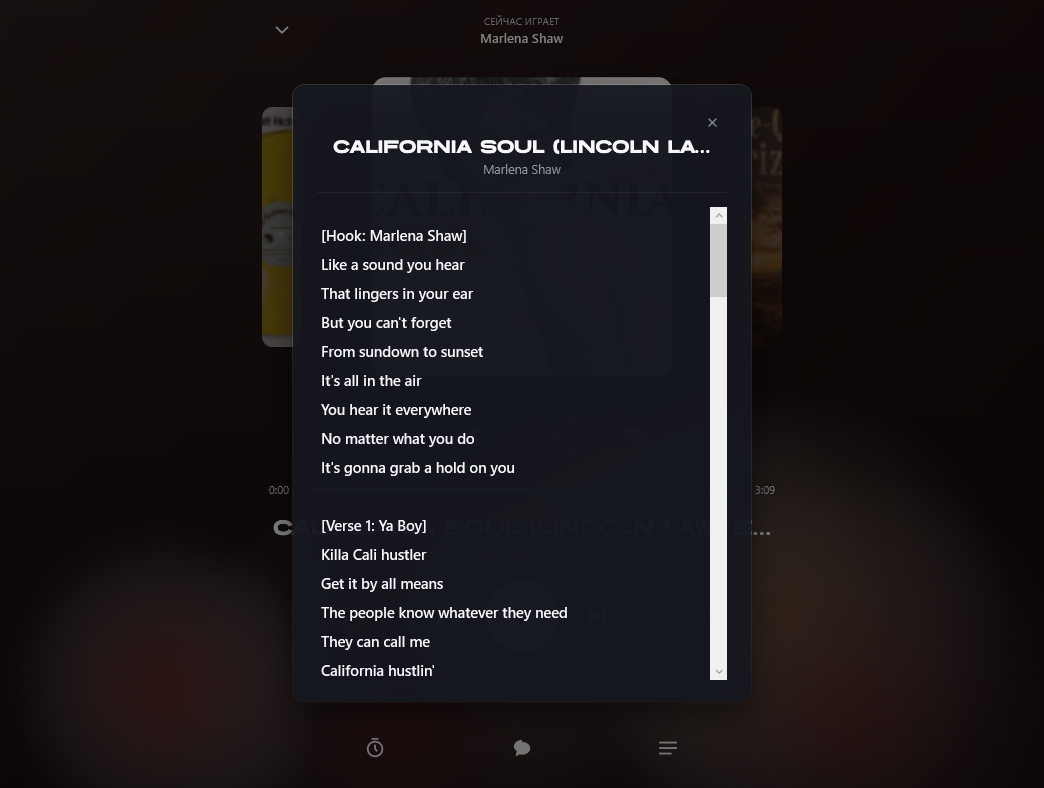 СЕЙЧАС ИГРАЕТ
Marlena Shaw
CALIFORNIA SOUL (LINCOLN LA...
Marlena Shaw
[Hook: Marlena Shaw]
Like a sound you hear
That lingers in your ear
But you can't forget
From sundown to sunset
It's all in the air
You hear it everywhere
No matter what you do
It's gonna grab a hold on you
[Verse 1: Ya Boy]
Killa Cali hustler
Get it by all means
The people know whatever they need
They can call me
California hustlin'
0:00
3:09
CALIFORNIA SOUL (LINCOLN LAWYE...